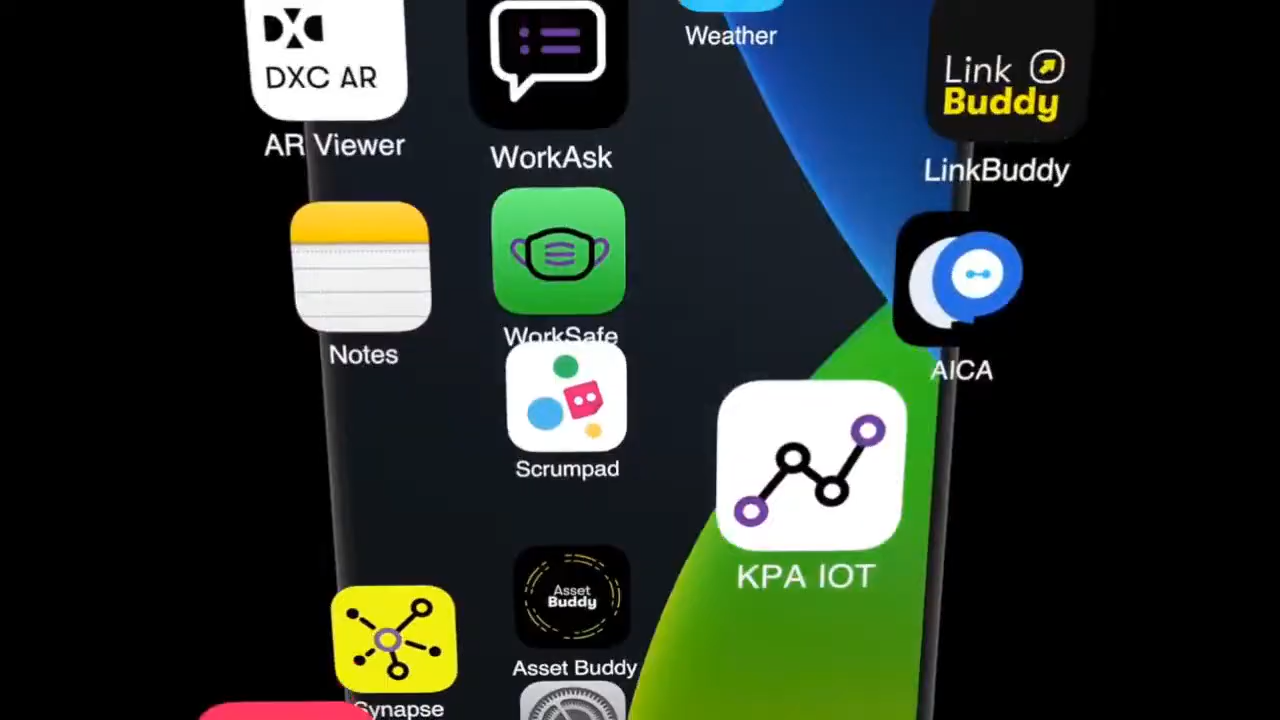 DXC AR
AR Viewer
WorkAsk
Weather
Link
Buddy
LinkBuddy
Notes
WorkSafe
AICA
Scrumpad
KPA IOT
Asset
Buddy
Asset Buddy
Synapse